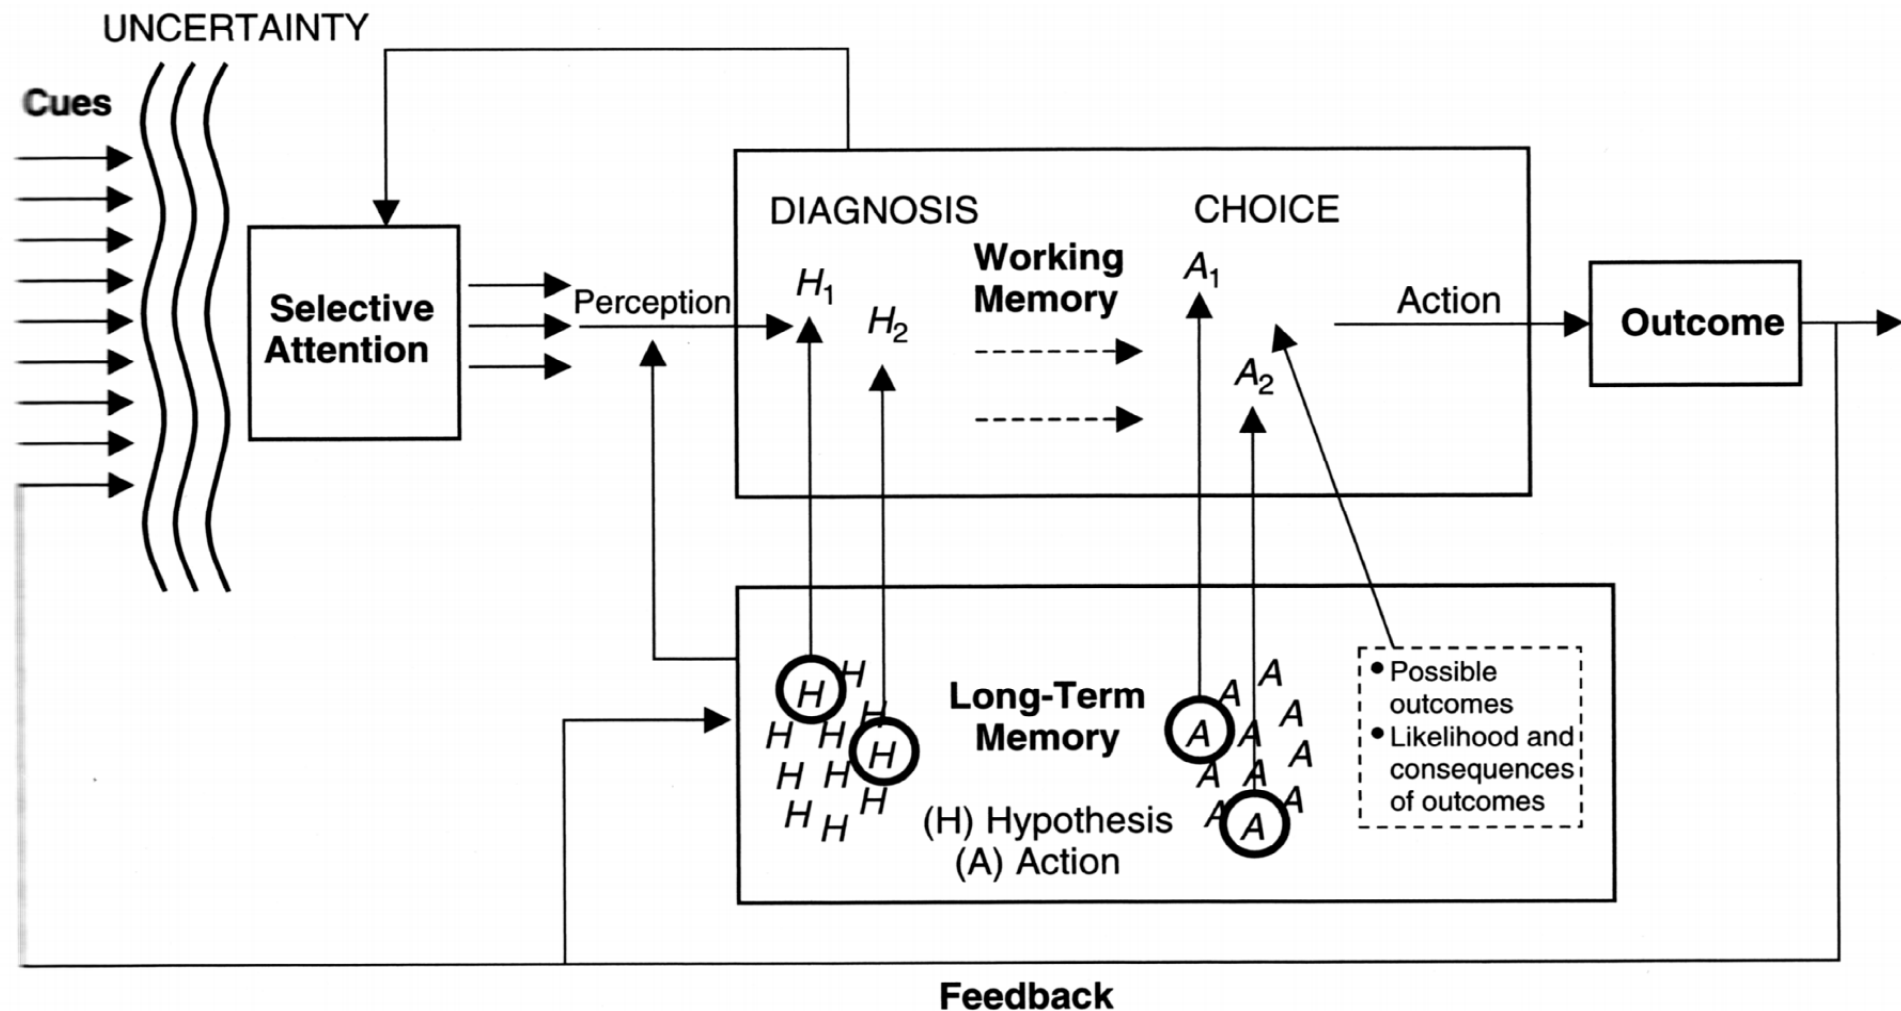 UNCERTAINTY
Cues
DIAGNOSIS
CHOICE
Working
Memory
H1
H2
A1
A2
Selective
Attention
Perception
Action
Outcome
H
H
H
H
H
H
H
H
H
H
H
Long-Term
Memory
(H) Hypothesis
(A) Action
A
A
A
A
A
A
A
A
A
A
A
• Possible
outcomes
• Likelihood and
consequences
of outcomes
Feedback